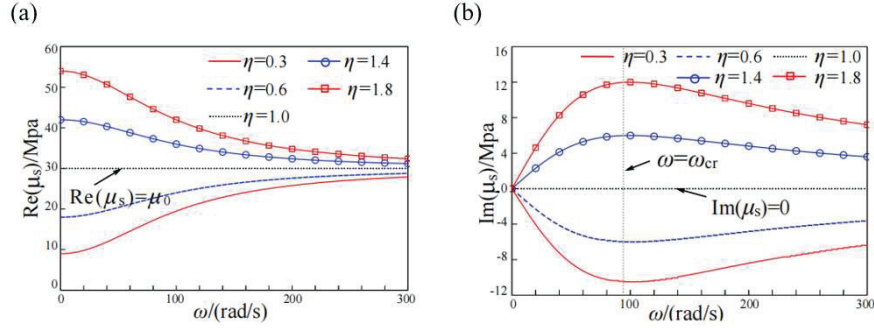 (a)
(b)
Re(μs)/Mpa
60
50
40
30
20
10
0
η=0.3
η=1.4
η=0.6
η=1.8
η=1.0
Re(μs)=μ0
0
100
200
300
ω/(rad/s)
Im(μs)/Mpa
16
12
8
4
0
-4
-8
-12
η=0.3
η=0.6
η=1.0
η=1.4
η=1.8
ω=ωcr
Im(μs)=0
0
100
200
300
ω/(rad/s)